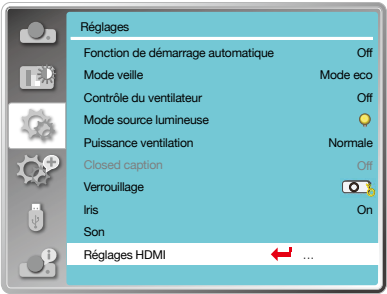 Réglages
Fonction de démarrage automatique Off
Mode veille Mode eco
Contrôle du ventilateur Off
Mode source lumineuse
Puissance ventilation Normale
Closed caption Off
Verrouillage
Iris On
Son
Réglages HDMI ...